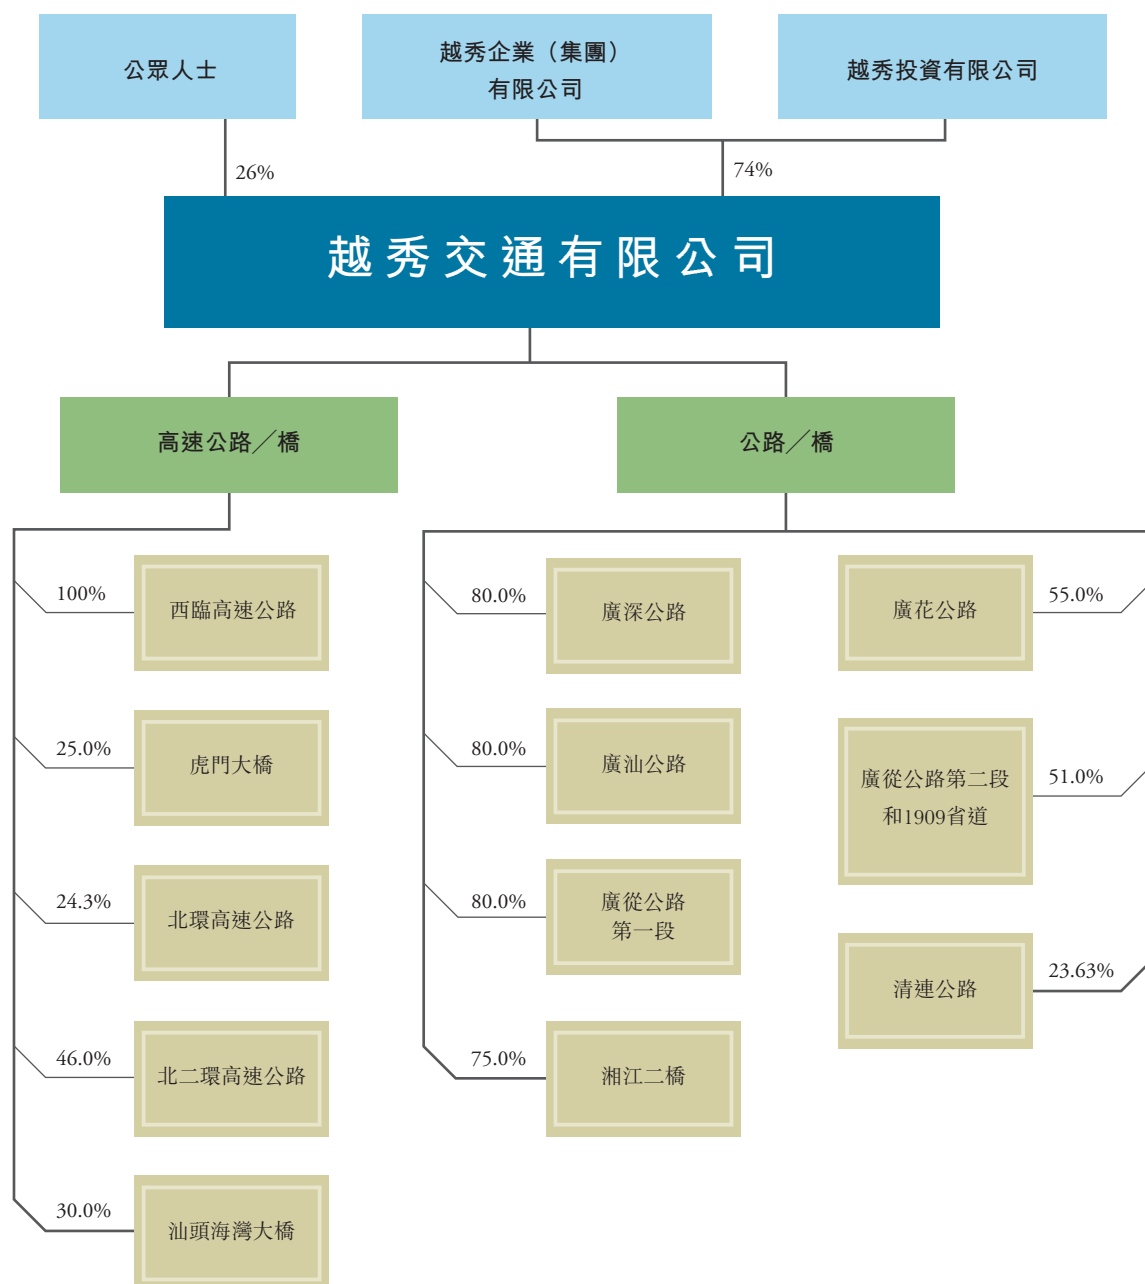 公眾人士
越秀企業（集團）
有限公司
越秀投資有限公司
26%
74%
越秀交通有限公司
高速公路╱橋
公路╱橋
100%
西臨高速公路
25.0%
虎門大橋
24.3%
北環高速公路
46.0%
北二環高速公路
30.0%
汕頭海灣大橋
80.0%
廣深公路
80.0%
廣汕公路
80.0%
廣從公路
第一段
75.0%
湘江二橋
廣花公路
55.0%
廣從公路第二段
和1909省道
51.0%
清連公路
23.63%